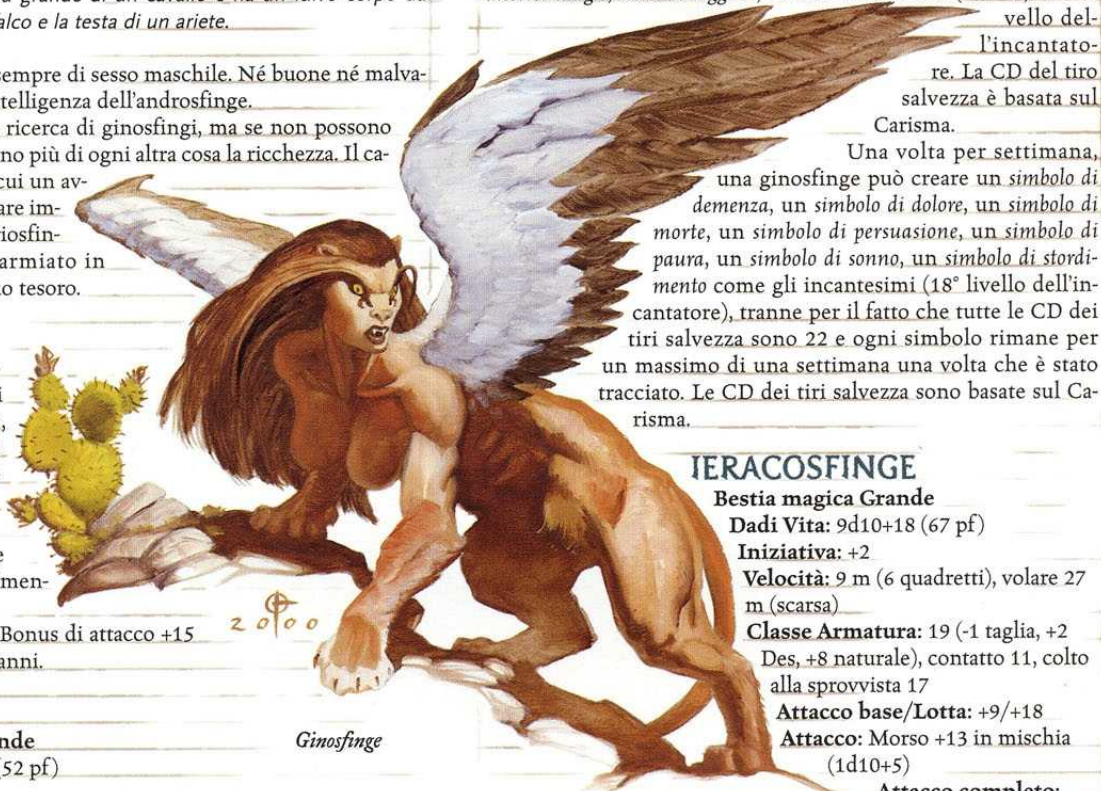 alco e la testa di un ariete.
sempre di sesso maschile. Né buone né malva-
telligenza dell'androsfinge.
ricerca di ginosfingi, ma se non possono
no più di ogni altra cosa la ricchezza. Il ca-
cui un av-
are im-
riosfin-
armiato in
o tesoro.
men-
Bonus di attacco +15
anni.
nde
(52 pf)
2000
Ginosfinge
vello del-
l'incantato-
re. La CD del tiro
salvezza è basata sul
Carisma.
Una volta per settimana,
una ginosfinge può creare un simbolo di
demenza, un simbolo di dolore, un simbolo di
morte, un simbolo di persuasione, un simbolo di
paura, un simbolo di sonno, un simbolo di stordi-
mento come gli incantesimi (18° livello dell'in-
cantatore), tranne per il fatto che tutte le CD dei
tiri salvezza sono 22 e ogni simbolo rimane per
un massimo di una settimana una volta che è stato
tracciato. Le CD dei tiri salvezza sono basate sul Ca-
risma.
IERACOSFINGE
Bestia magica Grande
Dadi Vita: 9d10+18 (67 pf)
Iniziativa: +2
Velocità: 9 m (6 quadretti), volare 27
m (scarsa)
Classe Armatura: 19 (-1 taglia, +2
Des, +8 naturale), contatto 11, colto
alla sprovvista 17
Attacco base/Lotta: +9/+18
Attacco: Morso +13 in mischia
(1d10+5)
Attacco completo: